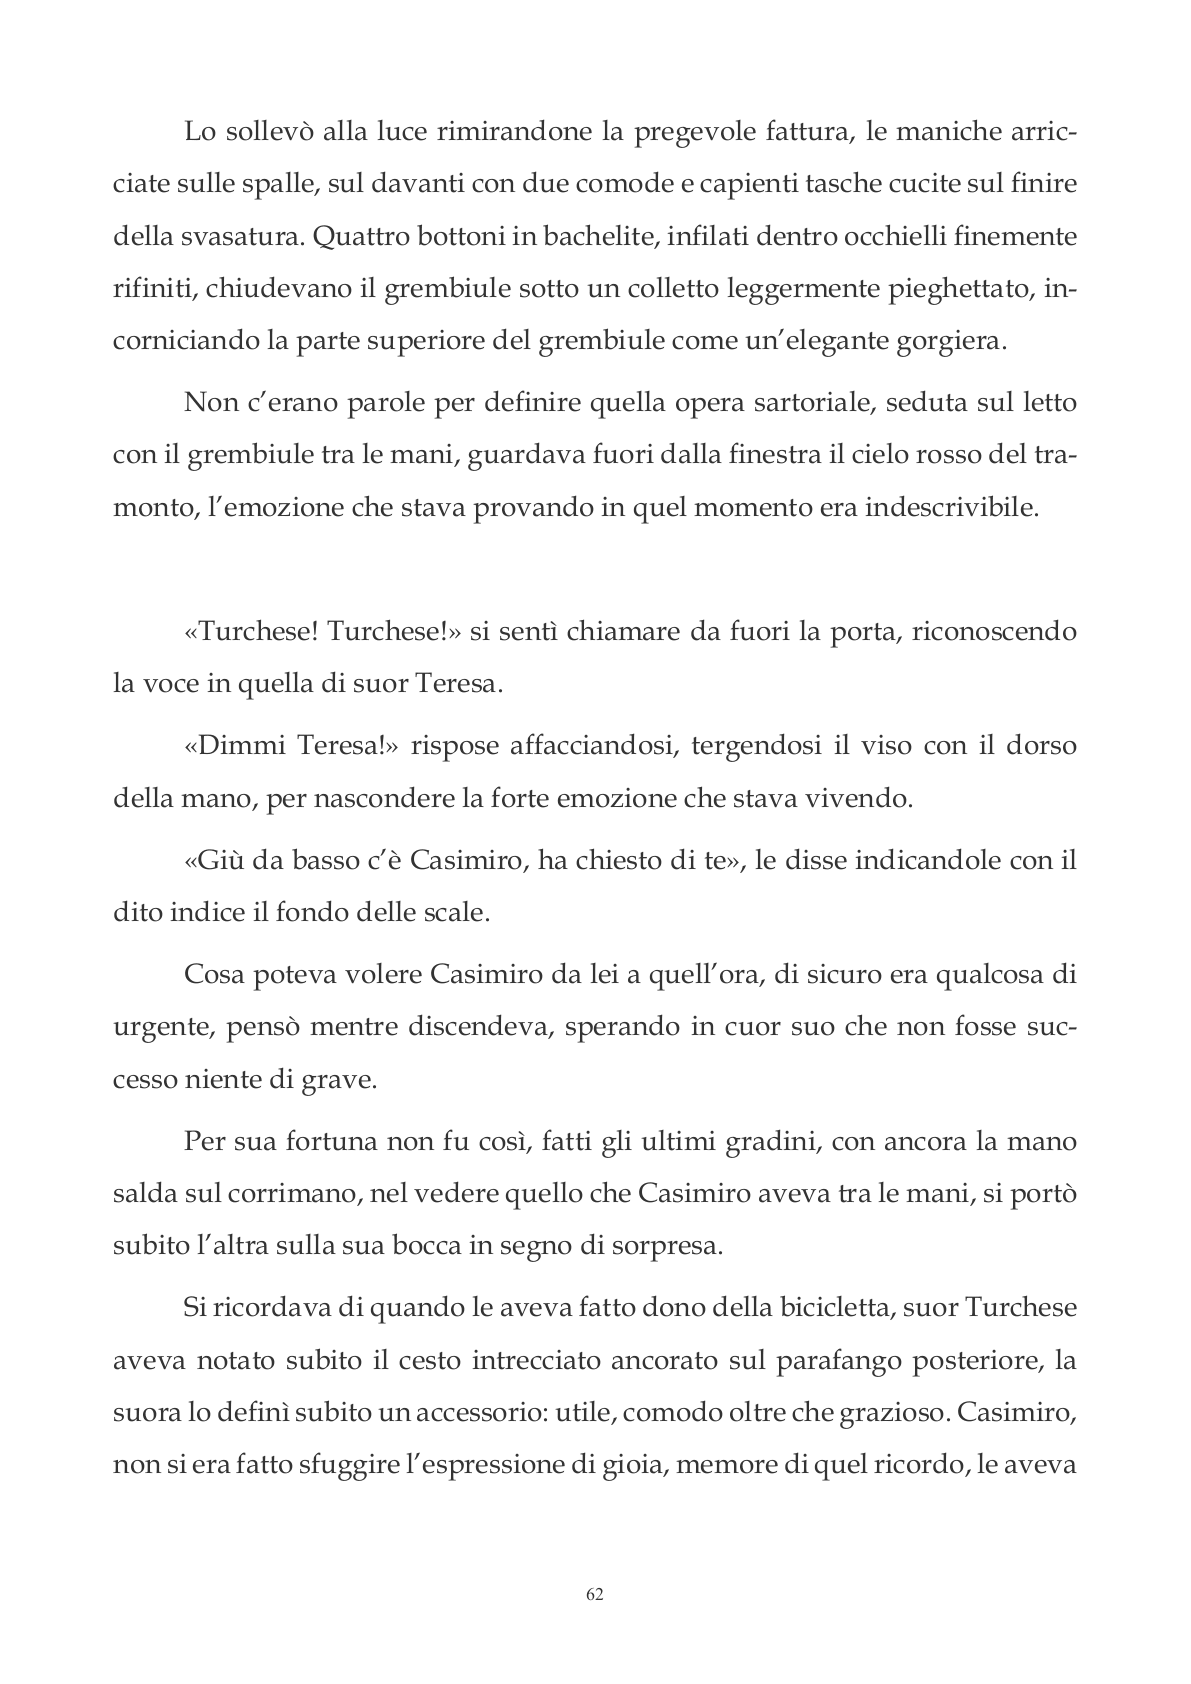 Lo sollevò alla luce rimirandone la pregevole fattura, le maniche arric-
ciate sulle spalle, sul davanti con due comode e capienti tasche cucite sul finire
della svasatura. Quattro bottoni in bachelite, infilati dentro occhielli finemente
rifiniti, chiudevano il grembiule sotto un colletto leggermente pieghettato, in-
corniciando la parte superiore del grembiule come un’elegante gorgiera.
Non c’erano parole per definire quella opera sartoriale, seduta sul letto
con il grembiule tra le mani, guardava fuori dalla finestra il cielo rosso del tra-
monto, l’emozione che stava provando in quel momento era indescrivibile.
«Turchese! Turchese!» si sentì chiamare da fuori la porta, riconoscendo
la voce in quella di suor Teresa.
«Dimmi Teresa!» rispose affacciandosi, tergendosi il viso con il dorso
della mano, per nascondere la forte emozione che stava vivendo.
«Giù da basso c’è Casimiro, ha chiesto di te», le disse indicandole con il
dito indice il fondo delle scale.
Cosa poteva volere Casimiro da lei a quell’ora, di sicuro era qualcosa di
urgente, pensò mentre discendeva, sperando in cuor suo che non fosse suc-
cesso niente di grave.
Per sua fortuna non fu così, fatti gli ultimi gradini, con ancora la mano
salda sul corrimano, nel vedere quello che Casimiro aveva tra le mani, si portò
subito l’altra sulla sua bocca in segno di sorpresa.
Si ricordava di quando le aveva fatto dono della bicicletta, suor Turchese
aveva notato subito il cesto intrecciato ancorato sul parafango posteriore, la
suora lo definì subito un accessorio: utile, comodo oltre che grazioso. Casimiro,
non si era fatto sfuggire l’espressione di gioia, memore di quel ricordo, le aveva
62